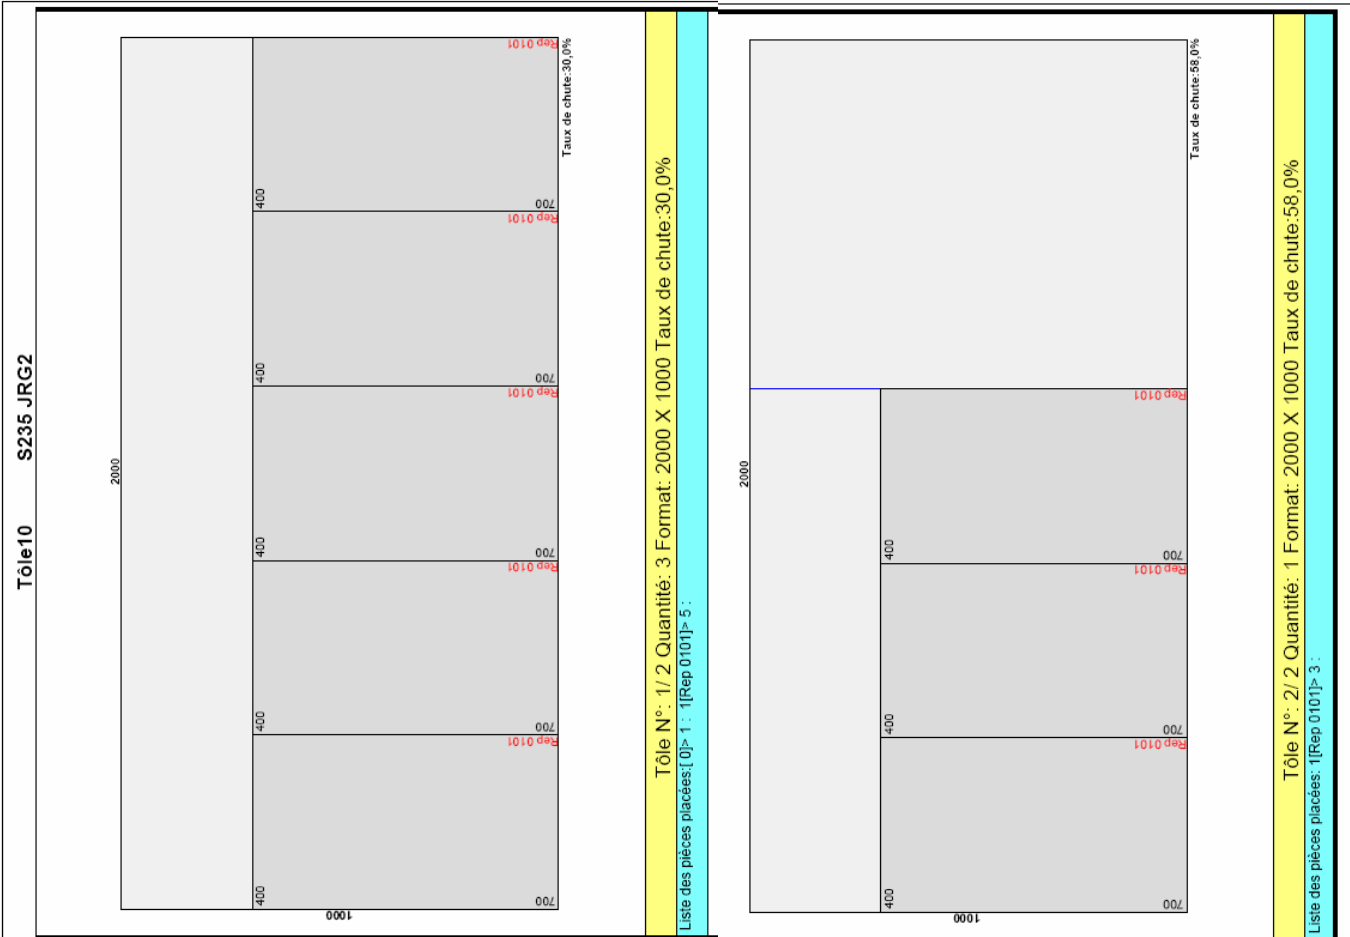 Tôle10 S235 JRG2
2000
400
700
Rep 0101
400
700
Rep 0101
400
700
Rep 0101
400
700
Rep 0101
400
700
Rep 0101
1000
Taux de chute:30,0%
Tôle N°: 1/ 2 Quantité: 3 Format: 2000 X 1000 Taux de chute:30,0%
Liste des pièces placées:[ 0]> 1 : 1[Rep 0101]> 5 :
2000
400
700
Rep 0101
400
700
Rep 0101
400
700
Rep 0101
1000
Taux de chute:58,0%
Tôle N°: 2/ 2 Quantité: 1 Format: 2000 X 1000 Taux de chute:58,0%
Liste des pièces placées: 1[Rep 0101]> 3 :